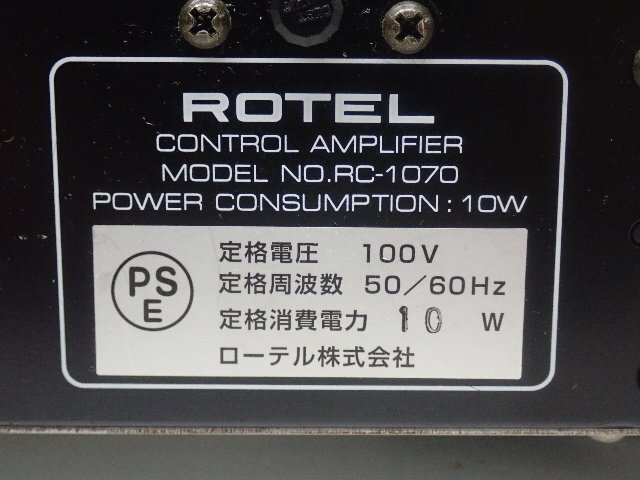 ROTEL
CONTROL AMPLIFIER
MODEL NO.RC-1070
POWER CONSUMPTION : 10W
PS
E
定格電圧 100V
定格周波数 50/60Hz
定格消費電力 10 W
ローテル株式会社